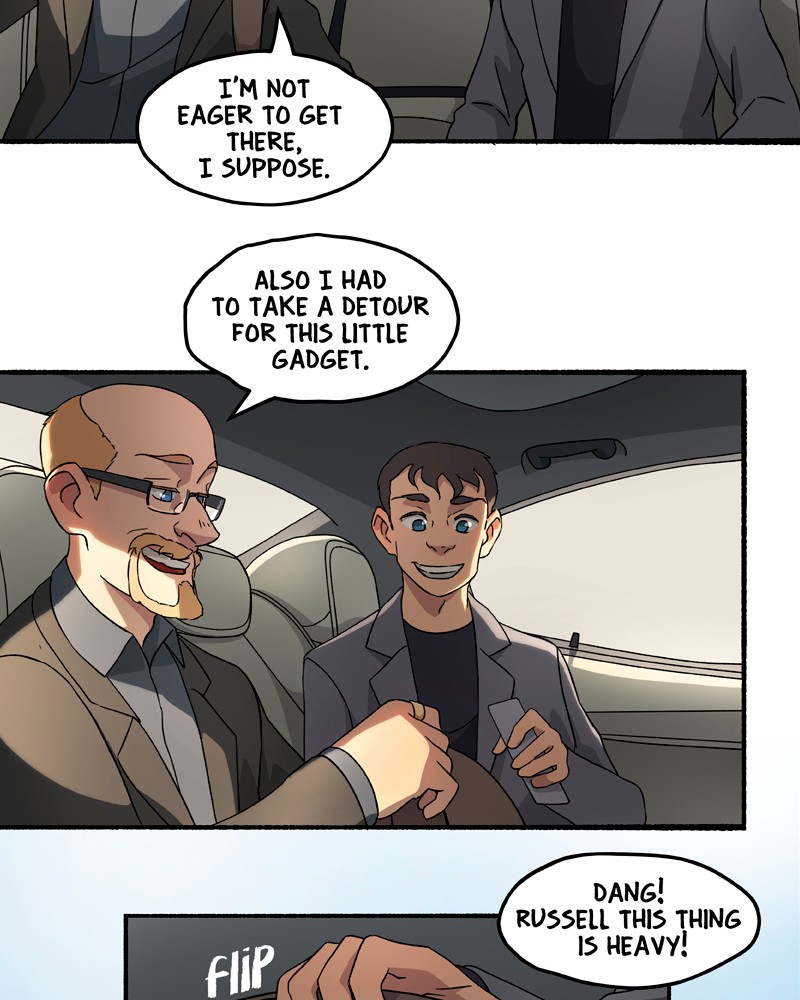 I'M NOT
EAGER TO GET
THERE,
I SUPPOSE.
ALSO I HAD
TO TAKE A DETOUR
FOR THIS LITTLE
GADGET.
DANG!
RUSSELL THIS THING
IS HEAVY!
FLIP